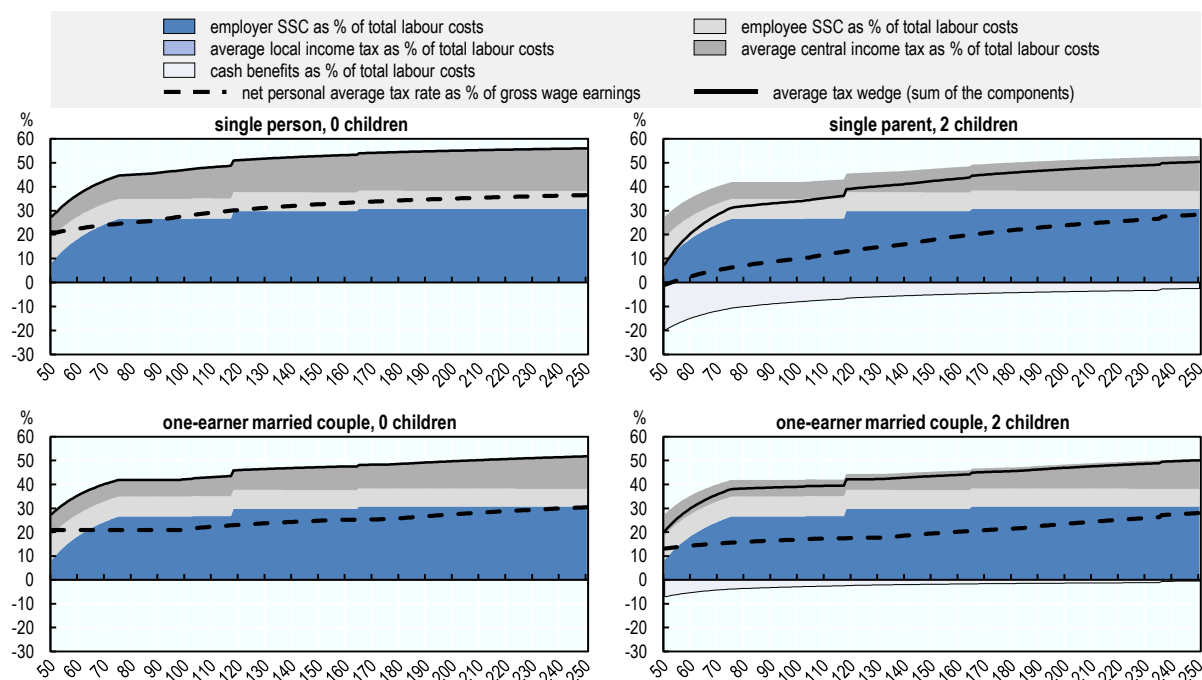 employer SSC as % of total labour costs
employee SSC as % of total labour costs
average local income tax as % of total labour costs
average central income tax as % of total labour costs
cash benefits as % of total labour costs
net personal average tax rate as % of gross wage earnings
average tax wedge (sum of the components)
%
single person, 0 children
60
50
40
30
20
10
0
-10
-20
-30
50 60 70 80 90 100 110 120 130 140 150 160 170 180 190 200 210 220 230 240 250
%
single parent, 2 children
60
50
40
30
20
10
0
-10
-20
-30
50 60 70 80 90 100 110 120 130 140 150 160 170 180 190 200 210 220 230 240 250
%
one-earner married couple, 0 children
60
50
40
30
20
10
0
-10
-20
-30
50 60 70 80 90 100 110 120 130 140 150 160 170 180 190 200 210 220 230 240 250
%
one-earner married couple, 2 children
60
50
40
30
20
10
0
-10
-20
-30
50 60 70 80 90 100 110 120 130 140 150 160 170 180 190 200 210 220 230 240 250